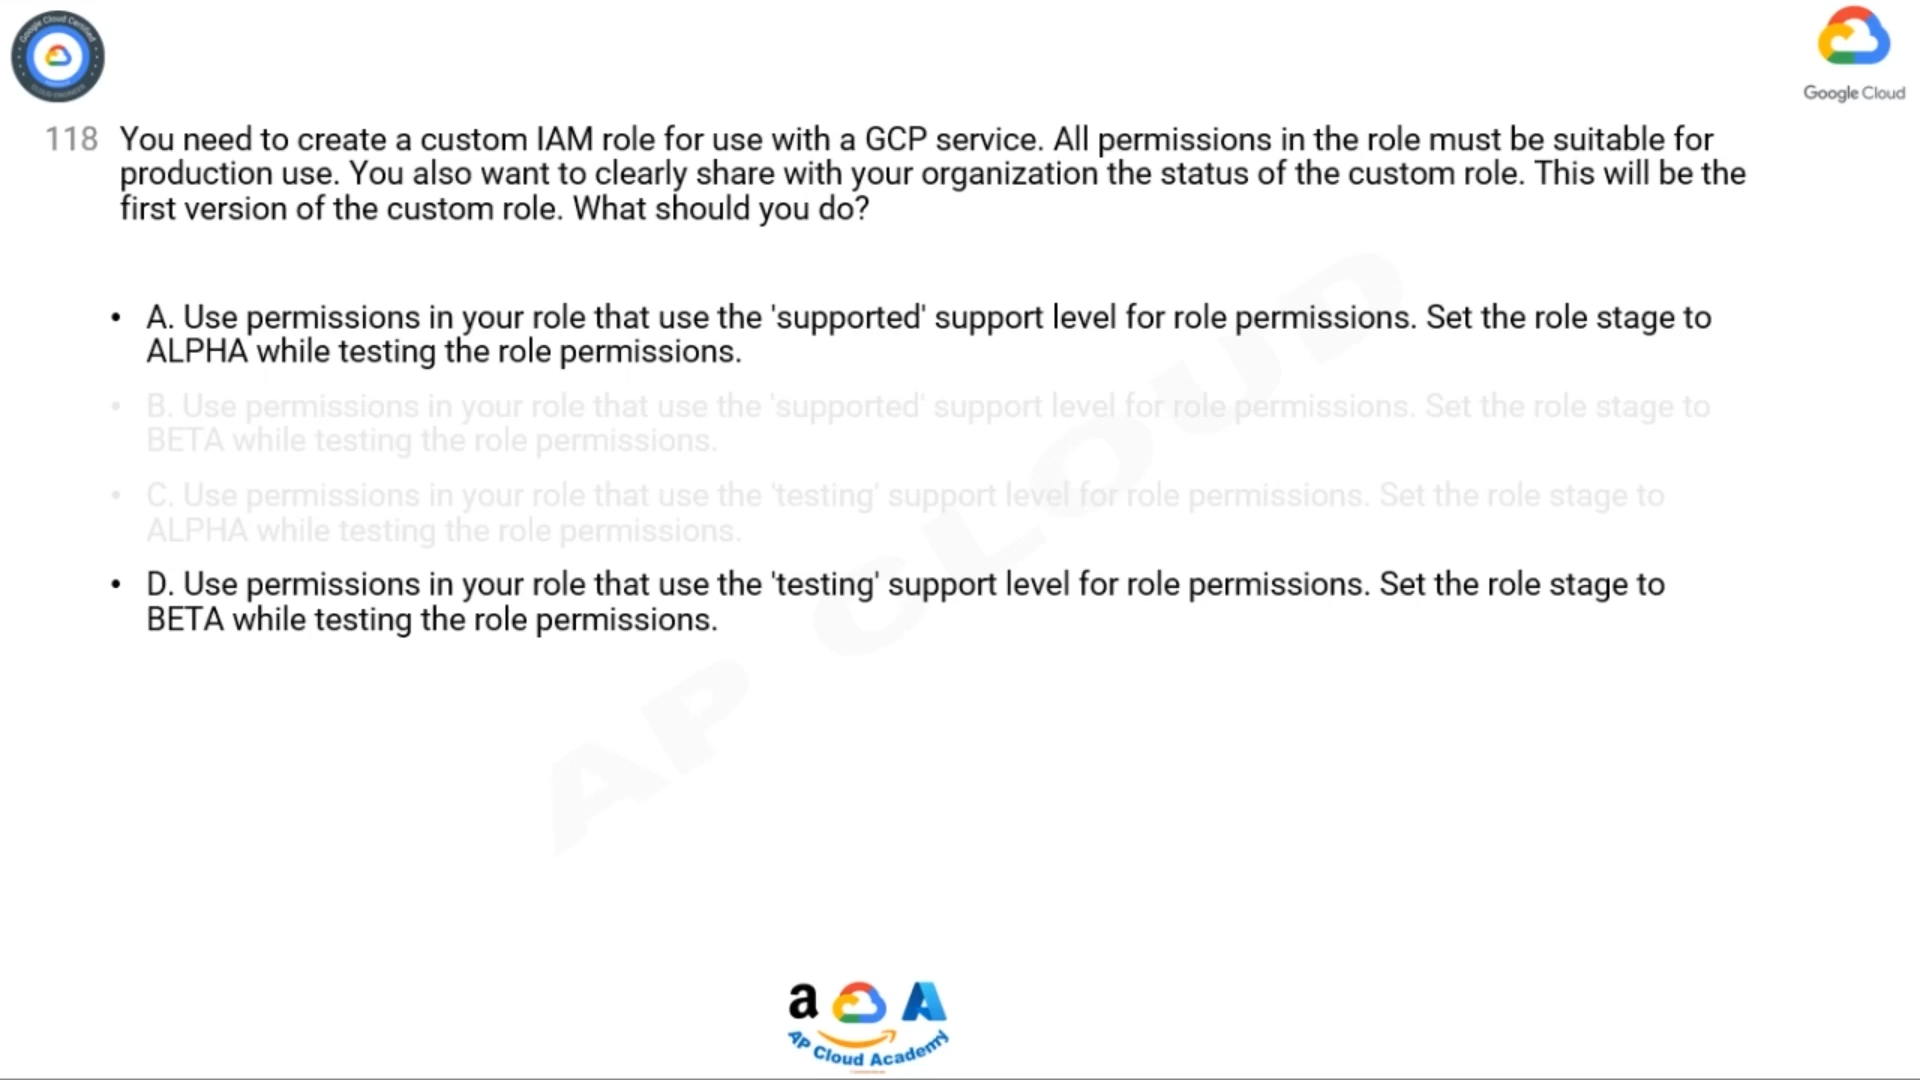 Google Cloud Certified
CLOUD ENGINEER
Google Cloud
118 You need to create a custom IAM role for use with a GCP service. All permissions in the role must be suitable for
production use. You also want to clearly share with your organization the status of the custom role. This will be the
first version of the custom role. What should you do?
• A. Use permissions in your role that use the 'supported' support level for role permissions. Set the role stage to
ALPHA while testing the role permissions.
• B. Use permissions in your role that use the 'supported' support level for role permissions. Set the role stage to
BETA while testing the role permissions.
• C. Use permissions in your role that use the 'testing' support level for role permissions. Set the role stage to
ALPHA while testing the role permissions.
• D. Use permissions in your role that use the 'testing' support level for role permissions. Set the role stage to
BETA while testing the role permissions.
AP CLOUD
a
AP Cloud Academy